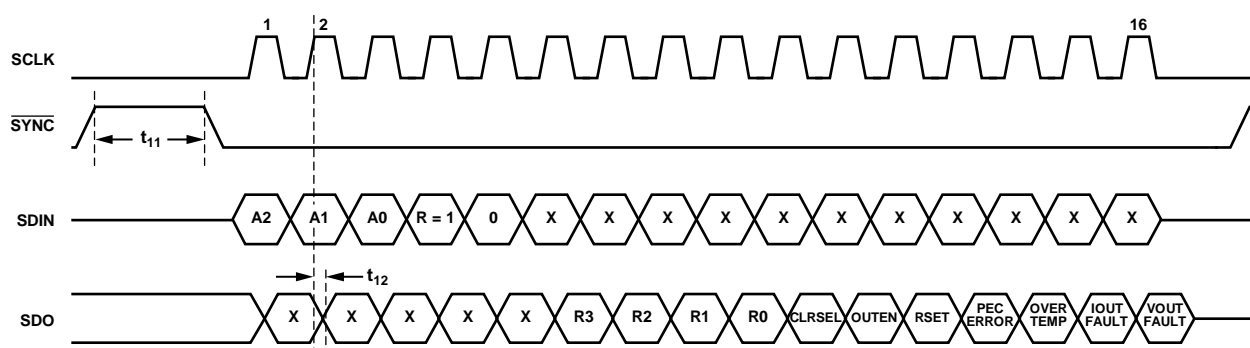 1 2 16
SCLK
SYNC
t11
SDIN A2 A1 A0 R = 1 0 X X X X X X X X X X X
t12
SDO X X X X X R3 R2 R1 R0 CLRSEL OUTEN RSET PEC ERROR OVER TEMP IOUT FAULT VOUT FAULT